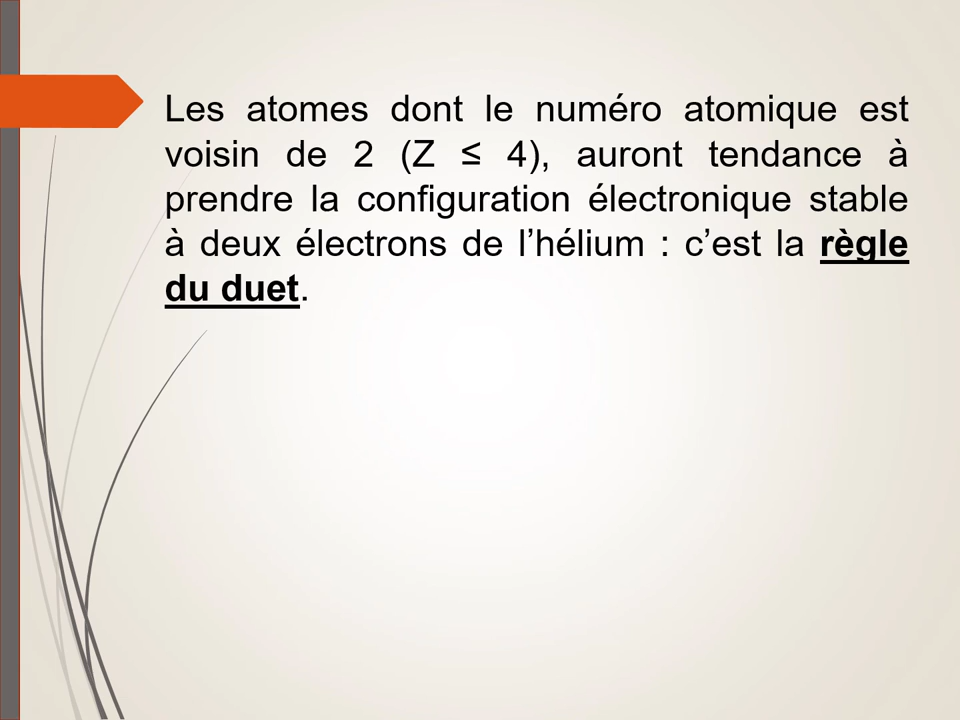 Les atomes dont le numéro atomique est
voisin de 2 (Z ≤ 4), auront tendance à
prendre la configuration électronique stable
à deux électrons de l’hélium : c’est la règle
du duet.